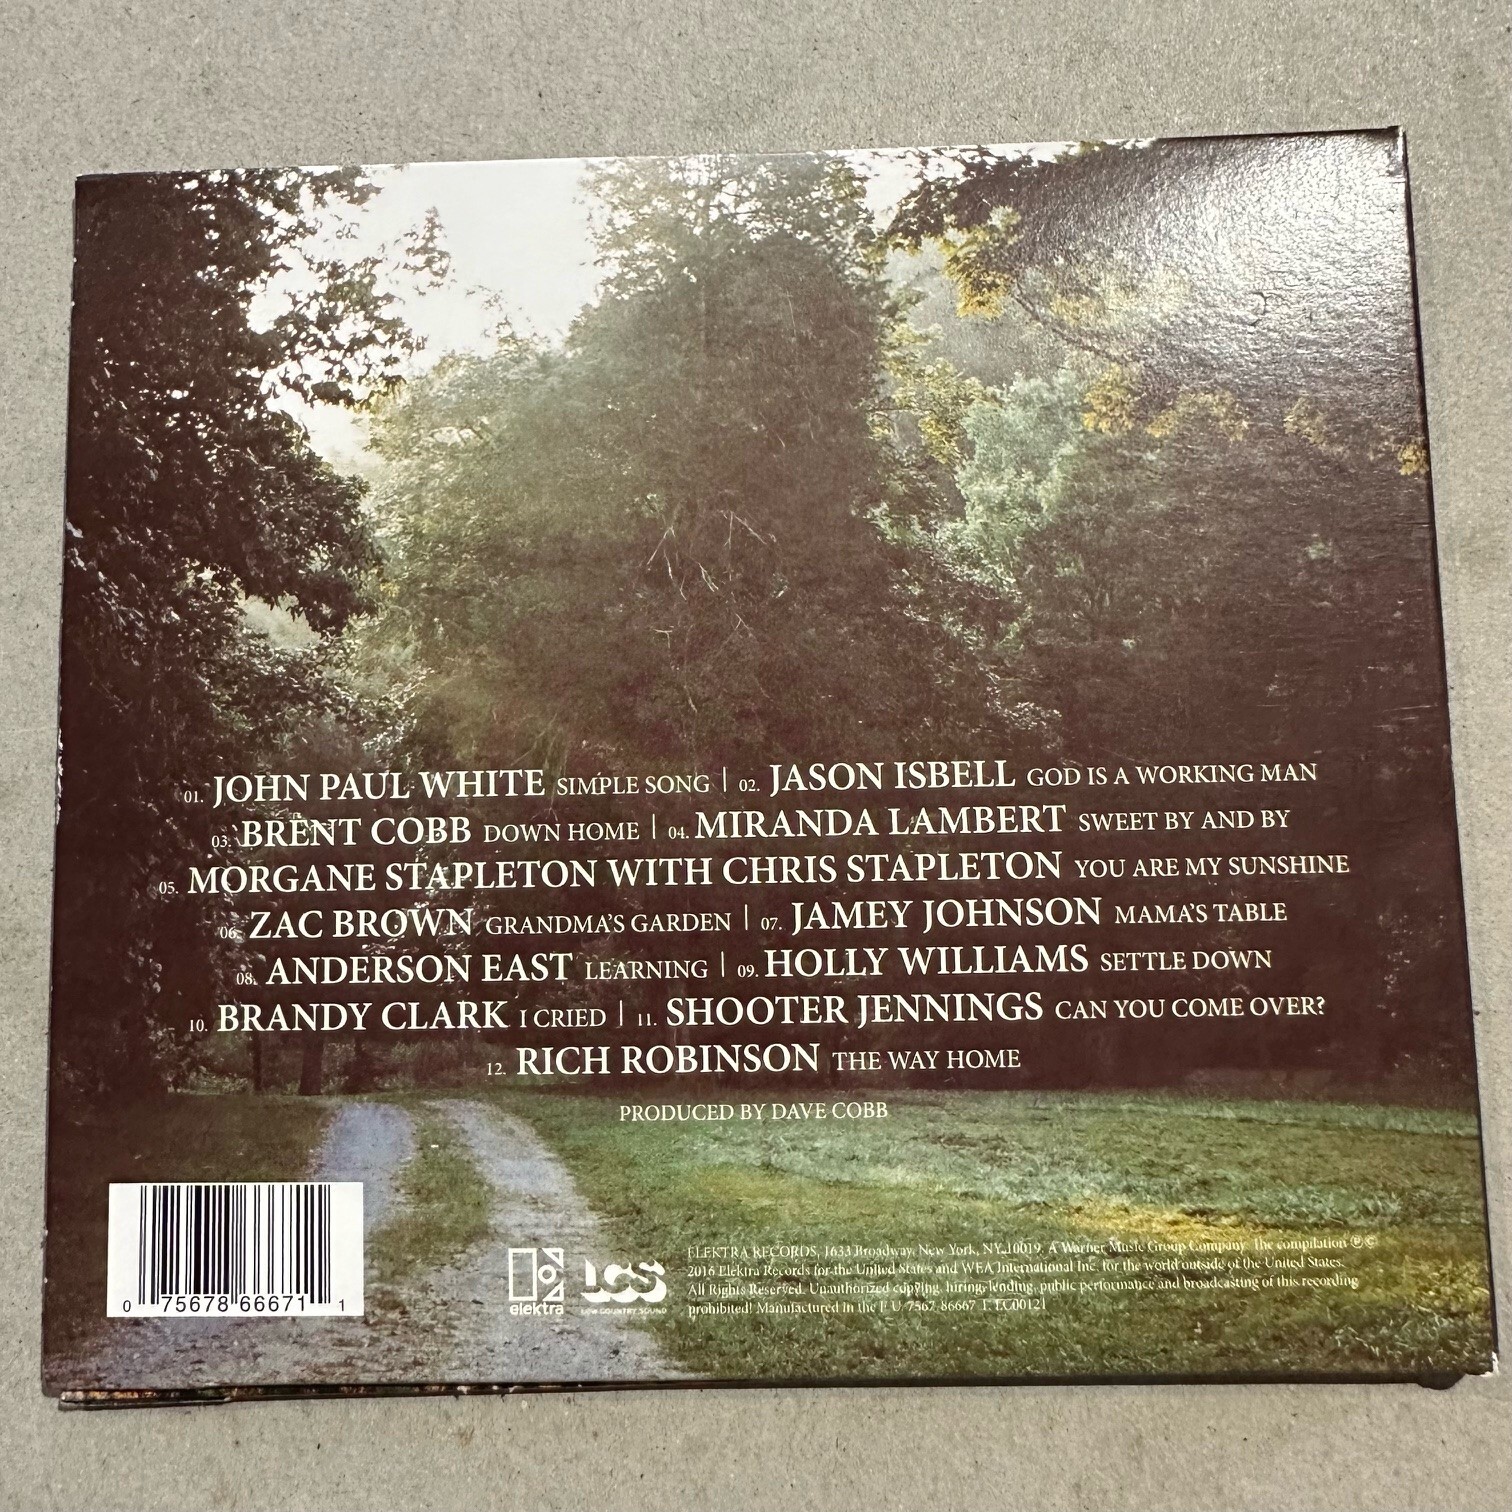 01. JOHN PAUL WHITE SIMPLE SONG | 02. JASON ISBELL GOD IS A WORKING MAN
03. BRENT COBB DOWN HOME | 04. MIRANDA LAMBERT SWEET BY AND BY
05. MORGANE STAPLETON WITH CHRIS STAPLETON YOU ARE MY SUNSHINE
06. ZAC BROWN GRANDMA'S GARDEN | 07. JAMEY JOHNSON MAMA'S TABLE
08. ANDERSON EAST LEARNING | 09. HOLLY WILLIAMS SETTLE DOWN
10. BRANDY CLARK I CRIED | 11. SHOOTER JENNINGS CAN YOU COME OVER?
12. RICH ROBINSON THE WAY HOME
PRODUCED BY DAVE COBB
0 75678 66671 1
elektra
LCS
LOW COUNTRY SOUND
ELEKTRA RECORDS, 1633 Broadway, New York, NY 10019. A Warner Music Group Company. The compilation ℗ ©
2016 Elektra Records for the United States and WEA International Inc. for the world outside of the United States.
All Rights Reserved. Unauthorized copying, hiring, lending, public performance and broadcasting of this recording
prohibited! Manufactured in the E.U. 7567-86667 LC00121